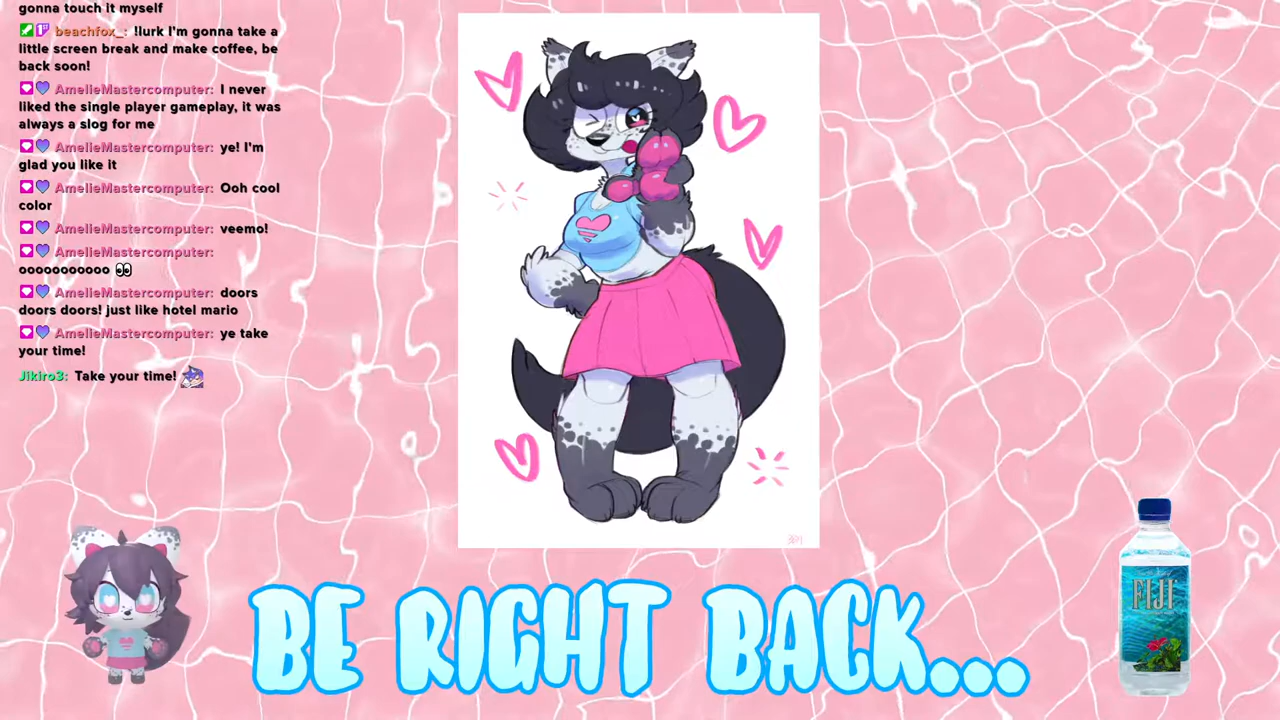 gonna touch it myself
beachfox_: !lurk I'm gonna take a
little screen break and make coffee, be
back soon!
AmelieMastercomputer: I never
liked the single player gameplay, it was
always a slog for me
AmelieMastercomputer: ye! I'm
glad you like it
AmelieMastercomputer: Ooh cool
color
AmelieMastercomputer: veemo!
AmelieMastercomputer:
ooooooooooo 👀
AmelieMastercomputer: doors
doors doors! just like hotel mario
AmelieMastercomputer: ye take
your time!
Jikiro3: Take your time!
BE RIGHT BACK...
FIJI